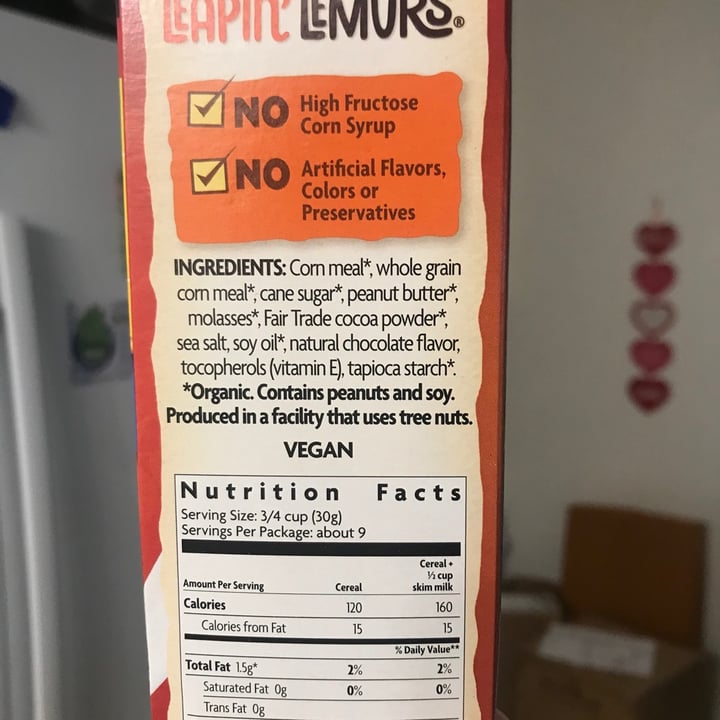 LEAPIN' LEMURS®
NO High Fructose
Corn Syrup
NO Artificial Flavors,
Colors or
Preservatives
INGREDIENTS: Corn meal*, whole grain
corn meal*, cane sugar*, peanut butter*,
molasses*, Fair Trade cocoa powder*,
sea salt, soy oil*, natural chocolate flavor,
tocopherols (vitamin E), tapioca starch*.
*Organic. Contains peanuts and soy.
Produced in a facility that uses tree nuts.
VEGAN
Nutrition Facts
Serving Size: 3/4 cup (30g)
Servings Per Package: about 9
Cereal +
½ cup
Amount Per Serving Cereal skim milk
Calories 120 160
Calories from Fat 15 15
% Daily Value**
Total Fat 1.5g* 2% 2%
Saturated Fat 0g 0% 0%
Trans Fat 0g